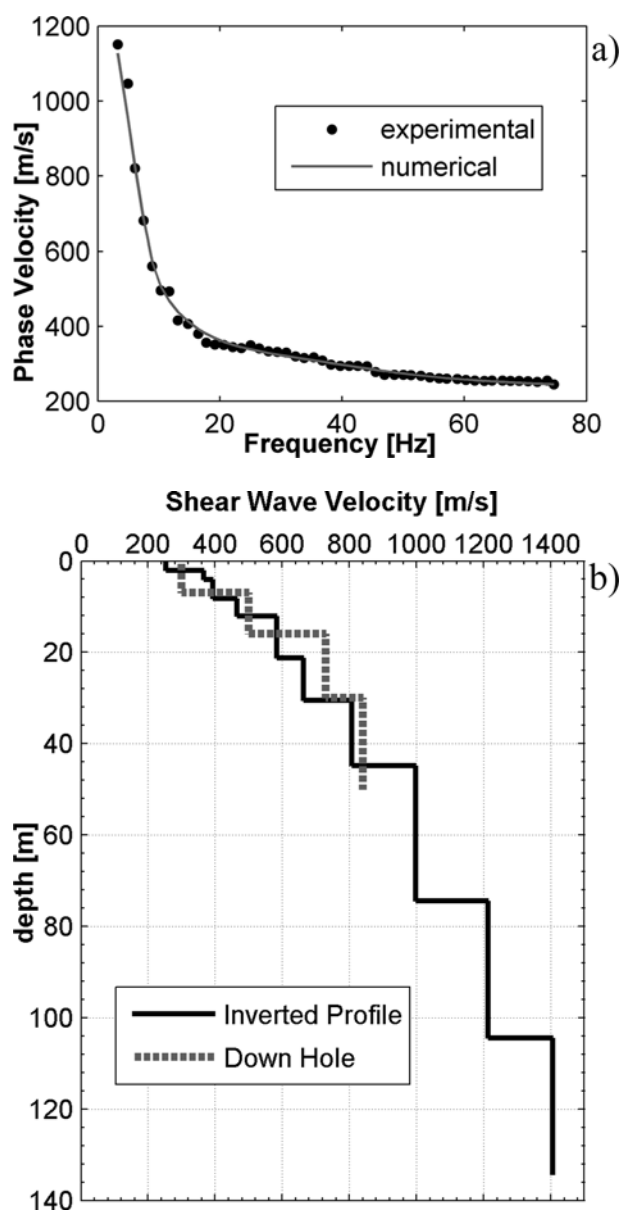 1200
a)
1000
experimental
numerical
800
600
400
200
Phase Velocity [m/s]
0 20 40 60 80
Frequency [Hz]
Shear Wave Velocity [m/s]
0 200 400 600 800 1000 1200 1400
0
b)
20
40
60
80
100
120
140
depth [m]
Inverted Profile
Down Hole